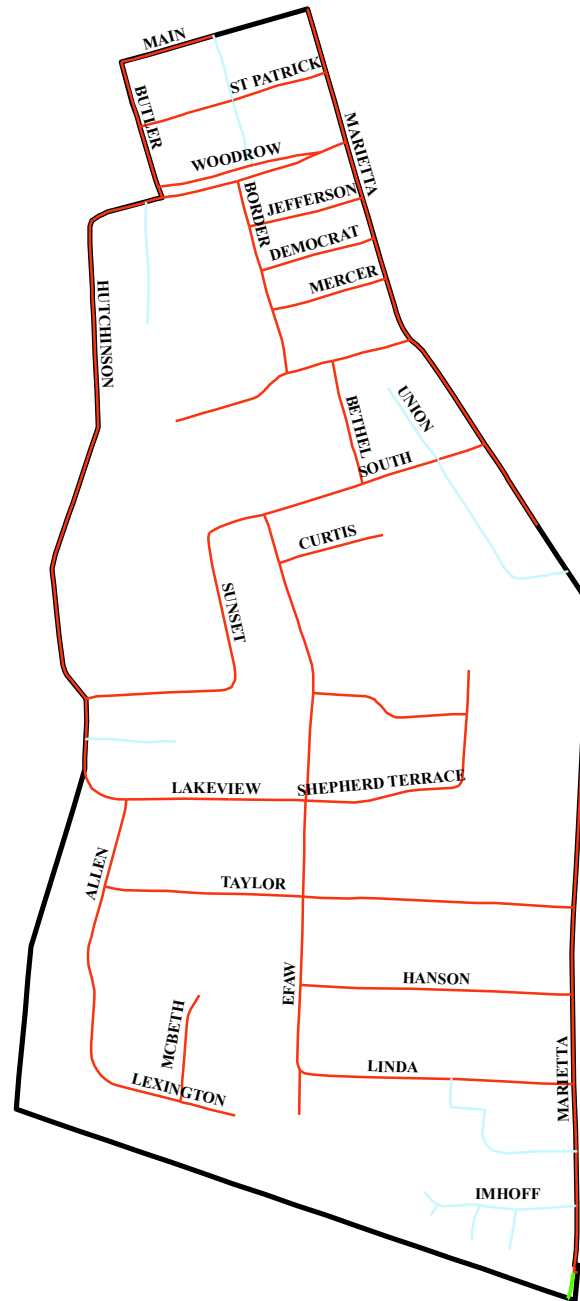 MAIN
ST PATRICK
BUTLER
MARIETTA
WOODROW
BORDER
JEFFERSON
DEMOCRAT
MERCER
HUTCHINSON
BETHEL
UNION
SOUTH
CURTIS
SUNSET
LAKEVIEW
SHEPHERD TERRACE
ALLEN
TAYLOR
EFAW
HANSON
MCBETH
LINDA
MARIETTA
LEXINGTON
IMHOFF